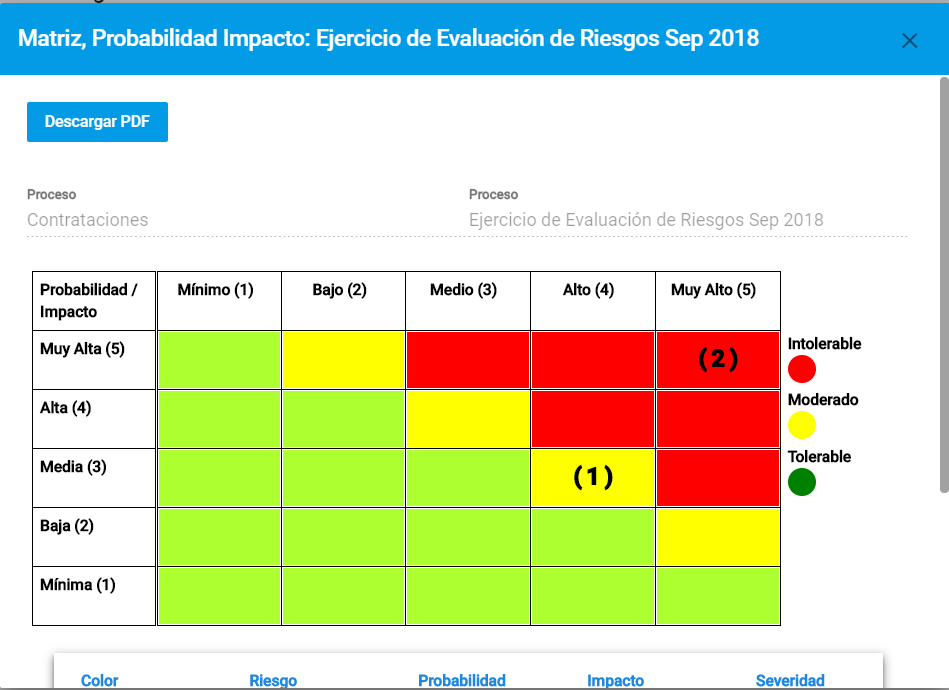 Matriz, Probabilidad Impacto: Ejercicio de Evaluación de Riesgos Sep 2018
Descargar PDF
Proceso
Contrataciones
Proceso
Ejercicio de Evaluación de Riesgos Sep 2018
Probabilidad /
Impacto
Mínimo (1)
Bajo (2)
Medio (3)
Alto (4)
Muy Alto (5)
Muy Alta (5)
(2)
Alta (4)
Media (3)
(1)
Baja (2)
Mínima (1)
Intolerable
Moderado
Tolerable
Color
Riesgo
Probabilidad
Impacto
Severidad